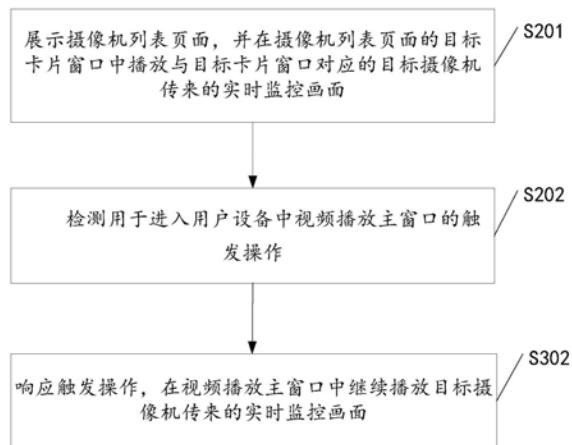 展示摄像机列表页面，并在摄像机列表页面的目标
卡片窗口中播放与目标卡片窗口对应的目标摄像机
传来的实时监控画面
S201
检测用于进入用户设备中视频播放主窗口的触
发操作
S202
响应触发操作，在视频播放主窗口中继续播放目标摄
像机传来的实时监控画面
S302